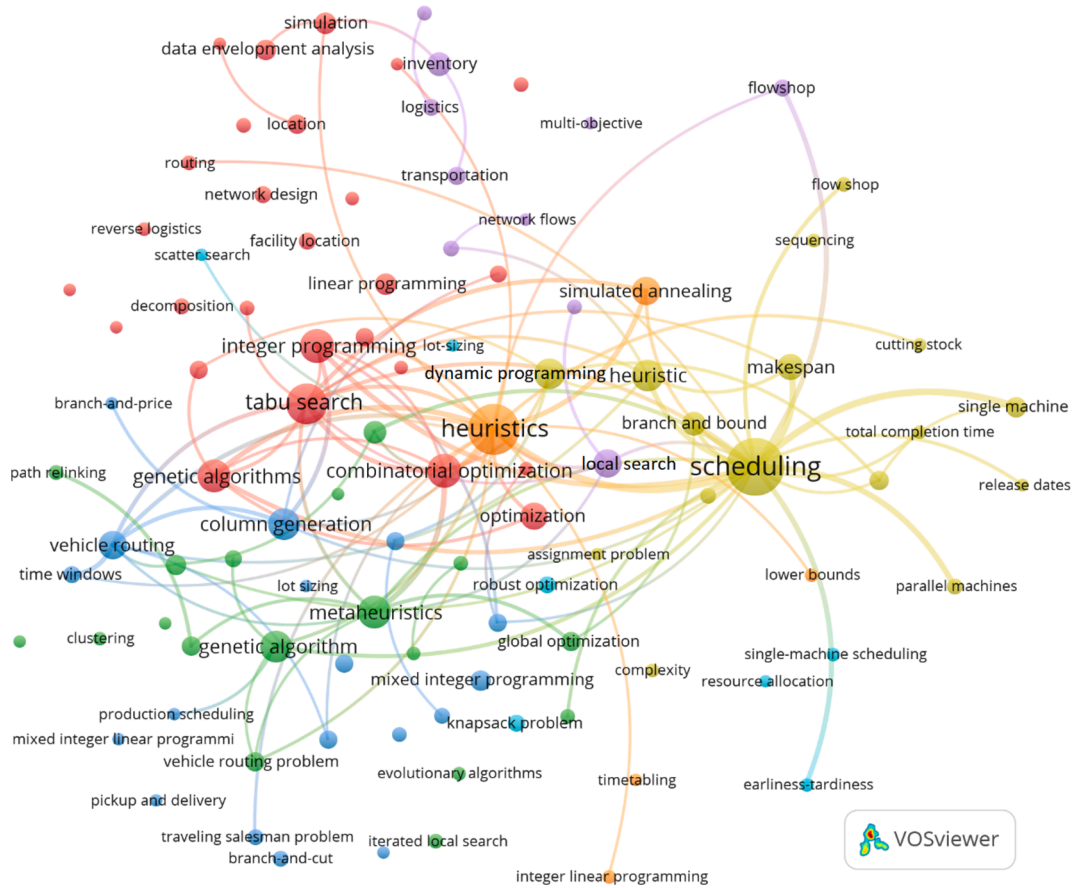 simulation
data envelopment analysis
inventory
flowshop
logistics
multi-objective
location
routing
transportation
flow shop
network design
network flows
reverse logistics
facility location
sequencing
scatter search
linear programming
simulated annealing
decomposition
integer programming
lot-sizing
cutting stock
dynamic programming
heuristic
makespan
branch-and-price
tabu search
single machine
heuristics
branch and bound
total completion time
path relinking
genetic algorithms
combinatorial optimization
local search
scheduling
release dates
column generation
optimization
vehicle routing
assignment problem
time windows
lot sizing
robust optimization
lower bounds
parallel machines
metaheuristics
clustering
genetic algorithm
global optimization
single-machine scheduling
complexity
mixed integer programming
resource allocation
production scheduling
knapsack problem
mixed integer linear programmi
vehicle routing problem
evolutionary algorithms
timetabling
earliness-tardiness
pickup and delivery
traveling salesman problem
iterated local search
VOSviewer
branch-and-cut
integer linear programming